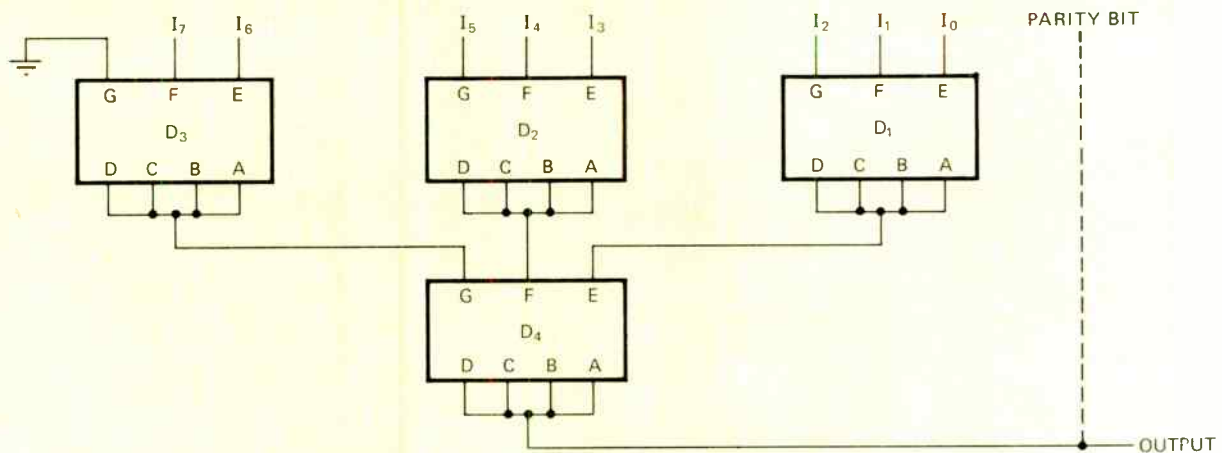 I₇ I₆ I₅ I₄ I₃ I₂ I₁ I₀ PARITY BIT
G F E G F E G F E
D₃ D₂ D₁
D C B A D C B A D C B A
G F E
D₄
D C B A
OUTPUT